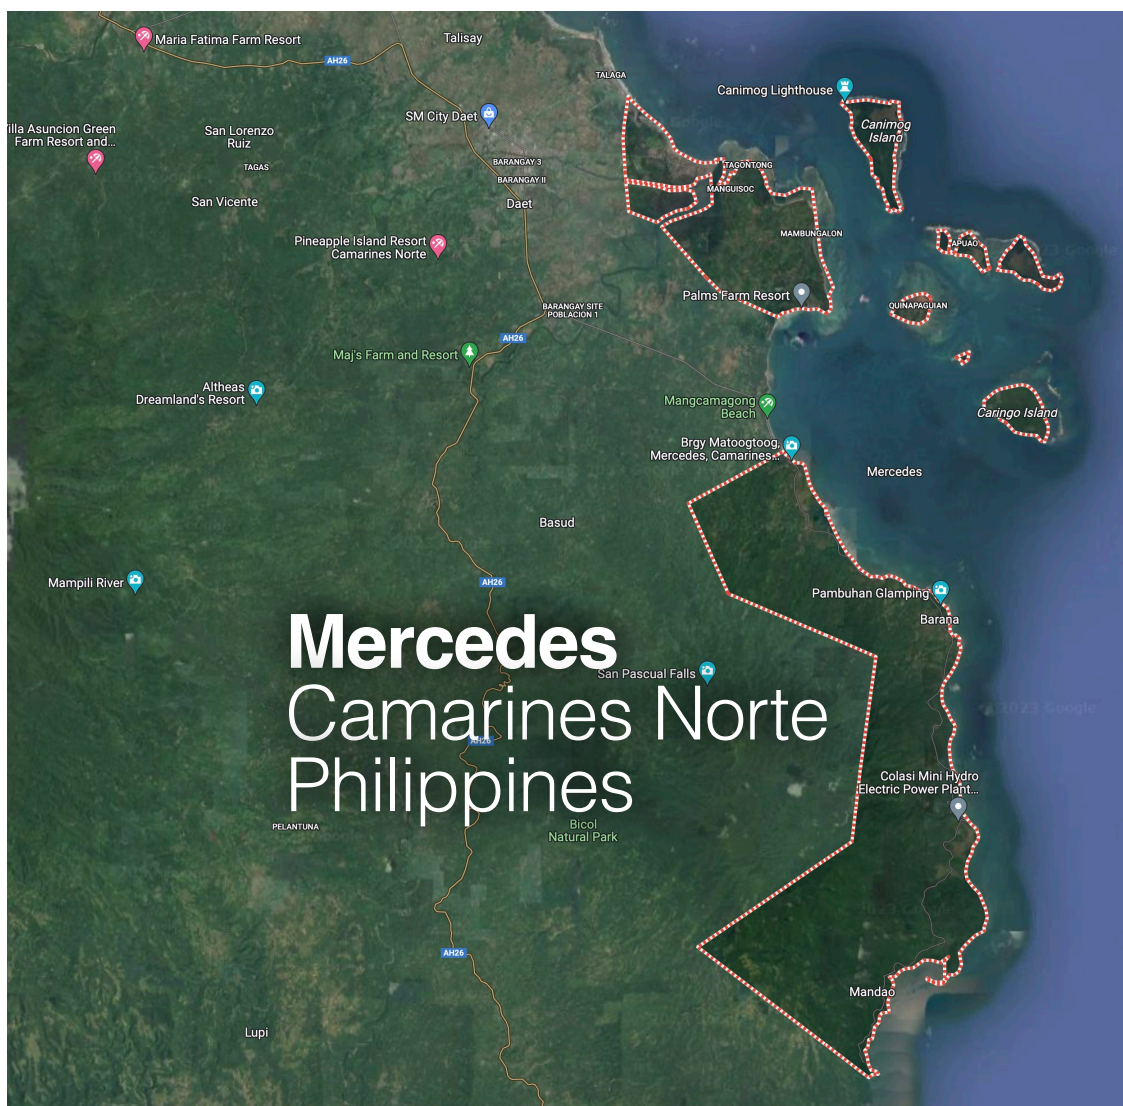 Maria Fatima Farm Resort
Talisay
AH26
TALAGA
Canimog Lighthouse
SM City Daet
illa Asuncion Green
Farm Resort and...
San Lorenzo
Ruiz
Canimog
Island
BARANGAY 3
TAGAS
TAGONTONG
BARANGAY II
MANGUISOC
San Vicente
Daet
MAMBUNGALON
Pineapple Island Resort
Camarines Norte
APUAO
2023 Google
Palms Farm Resort
QUINAPAGUIAN
BARANGAY SITE
POBLACION 1
AH26
Maj's Farm and Resort
Altheas
Dreamland's Resort
Mangcamagong
Beach
Caringo Island
Brgy Matoogtoog,
Mercedes, Camarines...
Mercedes
Basud
Mampili River
AH26
Pambuhan Glamping
Barana
Mercedes
San Pascual Falls
Camarines Norte
2023 Google
AH26
Philippines
Colasi Mini Hydro
Electric Power Plant...
PELANTUNA
Bicol
Natural Park
AH26
Mandao
Lupi